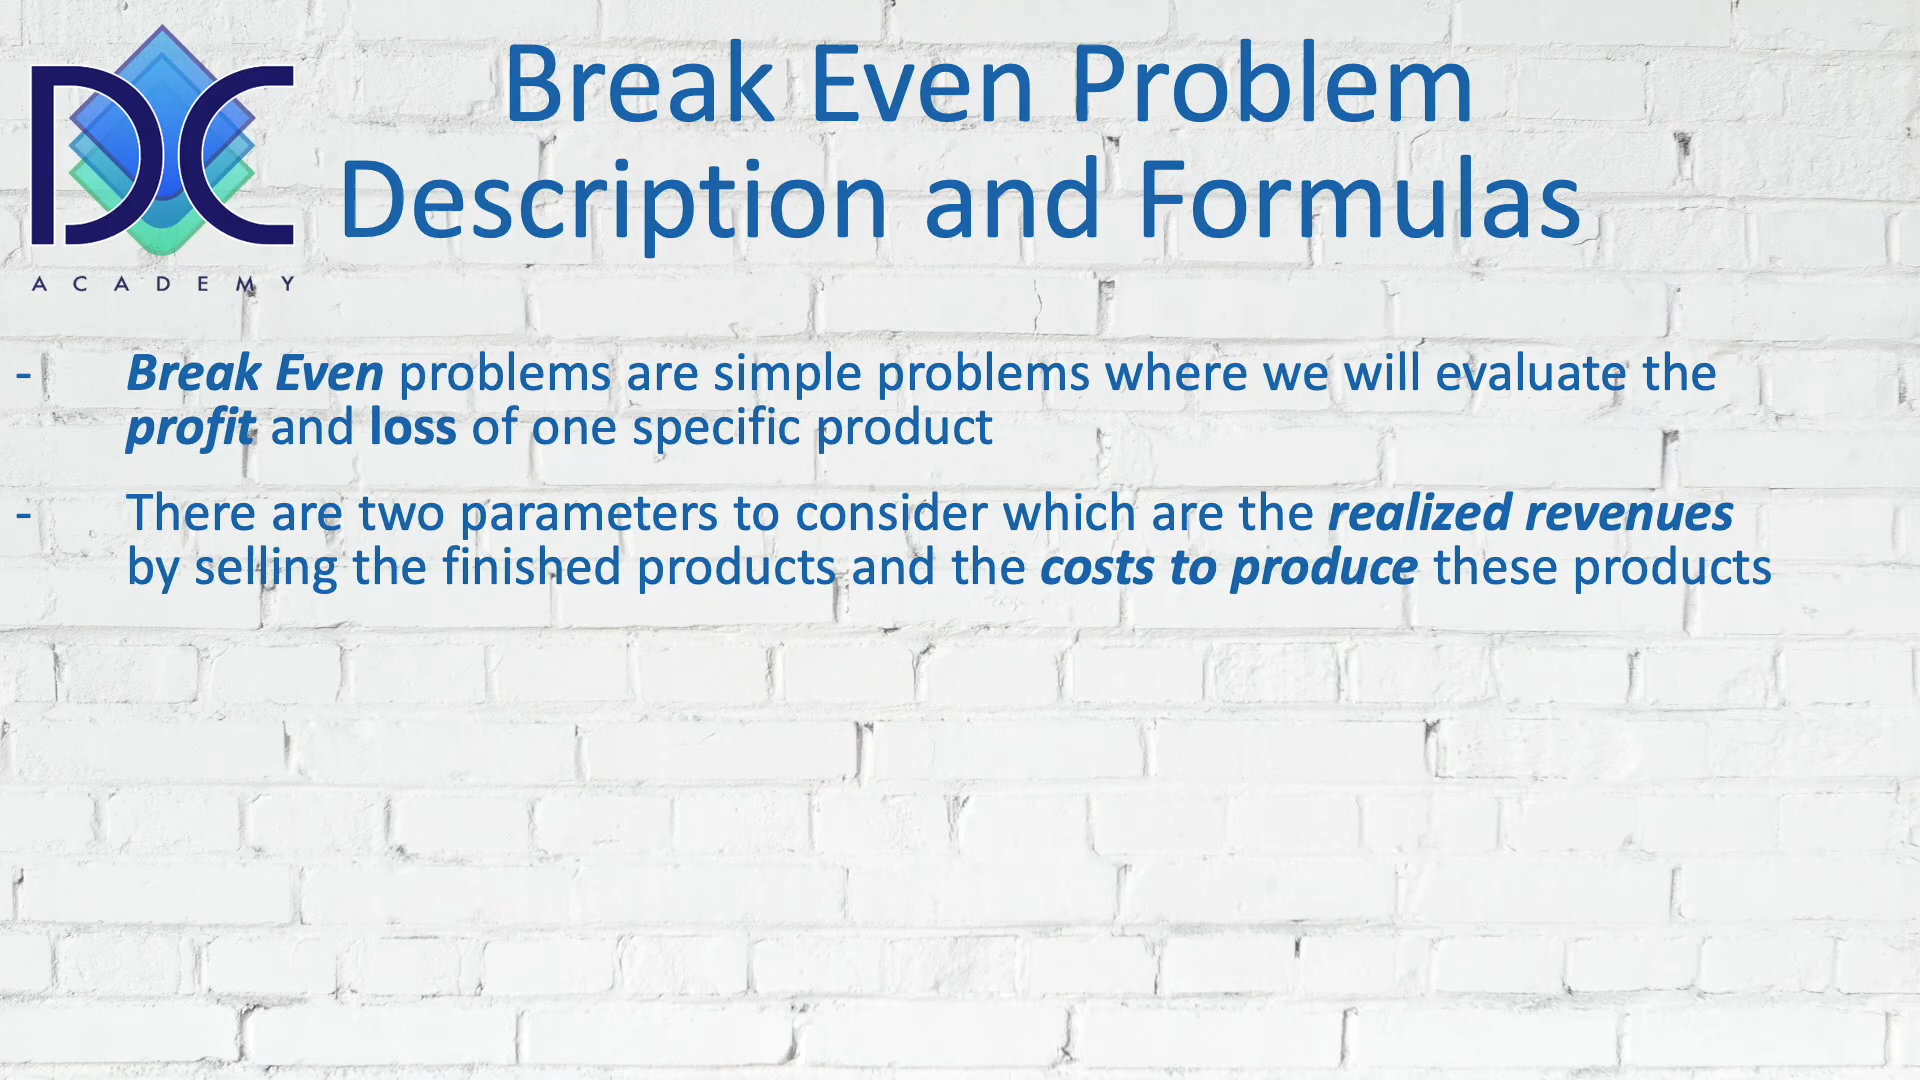 DC
ACADEMY
Break Even Problem
Description and Formulas
- Break Even problems are simple problems where we will evaluate the
profit and loss of one specific product
- There are two parameters to consider which are the realized revenues
by selling the finished products and the costs to produce these products